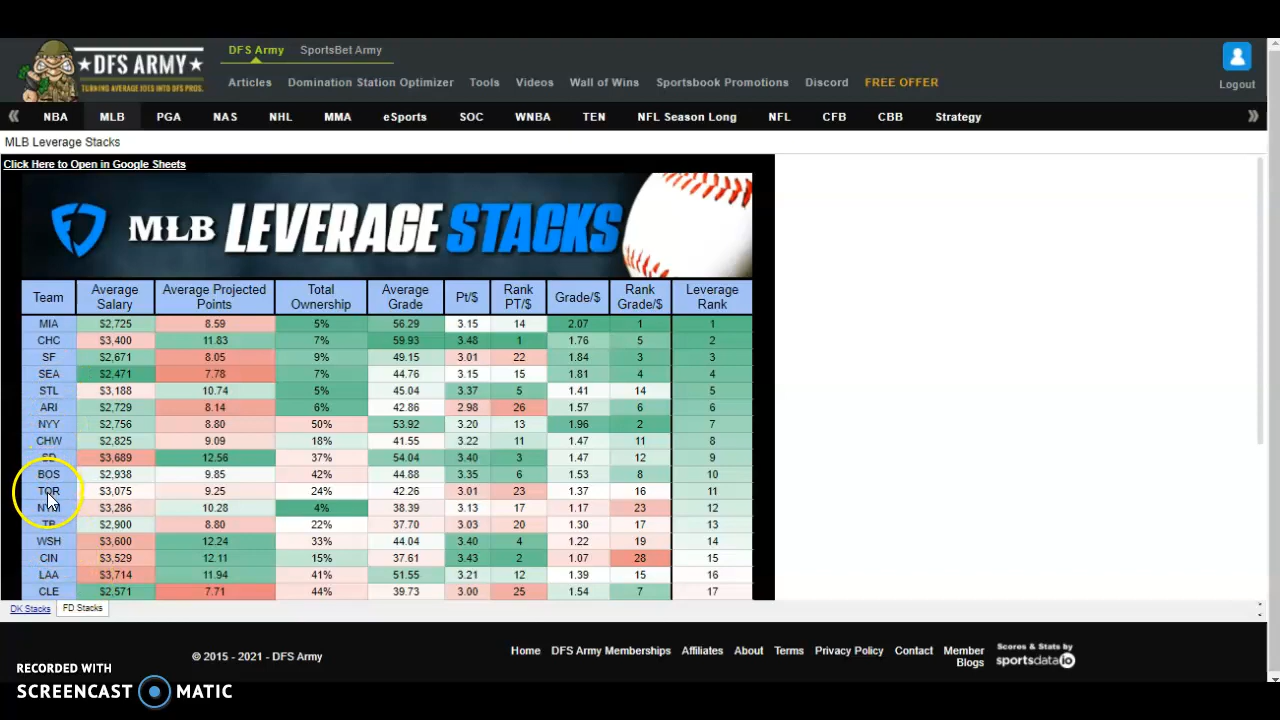 DFS Army SportsBet Army
★DFS ARMY★
TURNING AVERAGE JOES INTO DFS PROS.
Articles Domination Station Optimizer Tools Videos Wall of Wins Sportsbook Promotions Discord FREE OFFER
Logout
« NBA MLB PGA NAS NHL MMA eSports SOC WNBA TEN NFL Season Long NFL CFB CBB Strategy »
MLB Leverage Stacks
Click Here to Open in Google Sheets
MLB LEVERAGE STACKS
Team Average Salary Average Projected Points Total Ownership Average Grade Pt/$ Rank PT/$ Grade/$ Rank Grade/$ Leverage Rank
MIA $2,725 8.59 5% 56.29 3.15 14 2.07 1 1
CHC $3,400 11.83 7% 59.93 3.48 1 1.76 5 2
SF $2,671 8.05 9% 49.15 3.01 22 1.84 3 3
SEA $2,471 7.78 7% 44.76 3.15 15 1.81 4 4
STL $3,188 10.74 5% 45.04 3.37 5 1.41 14 5
ARI $2,729 8.14 6% 42.86 2.98 26 1.57 6 6
NYY $2,756 8.80 50% 53.92 3.20 13 1.96 2 7
CHW $2,825 9.09 18% 41.55 3.22 11 1.47 11 8
SD $3,689 12.56 37% 54.04 3.40 3 1.47 12 9
BOS $2,938 9.85 42% 44.88 3.35 6 1.53 8 10
TOR $3,075 9.25 24% 42.26 3.01 23 1.37 16 11
NYM $3,286 10.28 4% 38.39 3.13 17 1.17 23 12
TB $2,900 8.80 22% 37.70 3.03 20 1.30 17 13
WSH $3,600 12.24 33% 44.04 3.40 4 1.22 19 14
CIN $3,529 12.11 15% 37.61 3.43 2 1.07 28 15
LAA $3,714 11.94 41% 51.55 3.21 12 1.39 15 16
CLE $2,571 7.71 44% 39.73 3.00 25 1.54 7 17
DK Stacks FD Stacks
© 2015 - 2021 - DFS Army
Home DFS Army Memberships Affiliates About Terms Privacy Policy Contact Member Blogs
Scores & Stats by
sportsdataio
RECORDED WITH
SCREENCAST MATIC